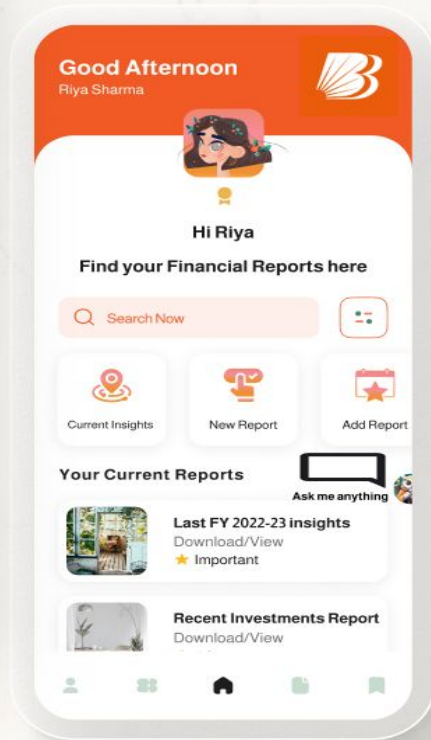 Good Afternoon
Riya Sharma
Hi Riya
Find your Financial Reports here
Search Now
Current Insights
New Report
Add Report
Your Current Reports
Ask me anything
Last FY 2022-23 insights
Download/View
Important
Recent Investments Report
Download/View